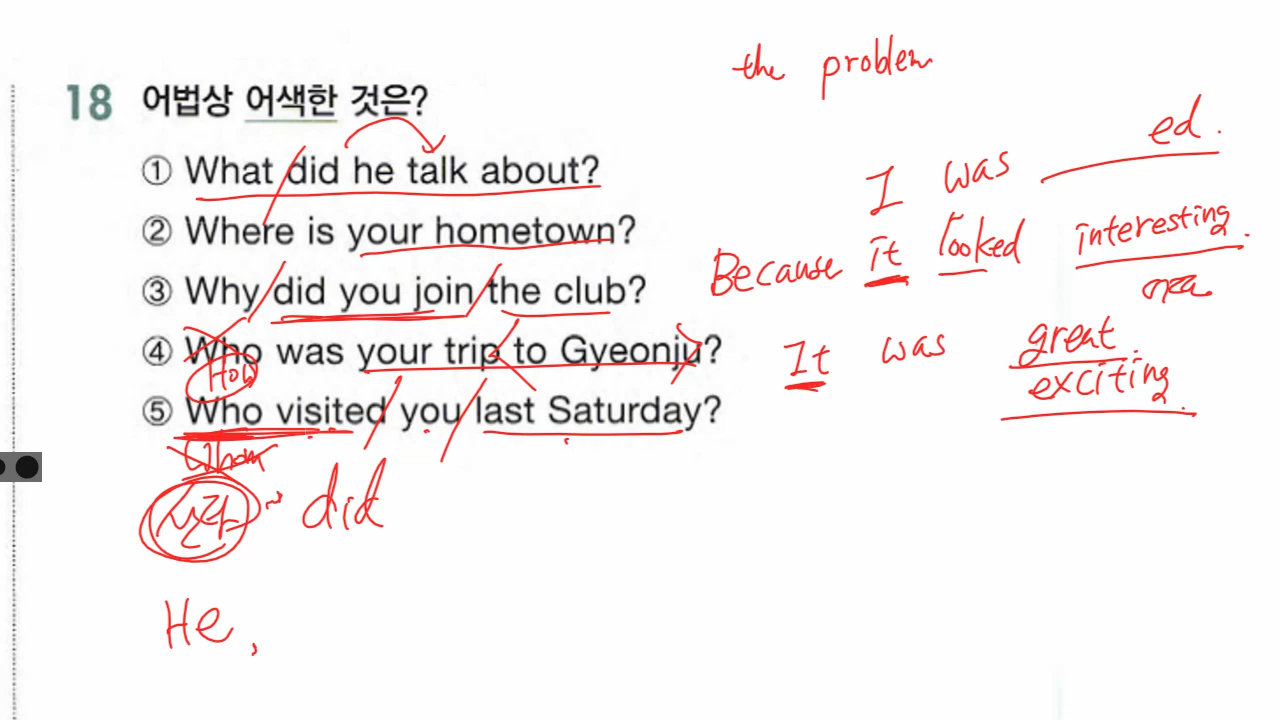 the problem
18 어법상 어색한 것은?
① What did he talk about?
② Where is your hometown?
③ Why did you join the club?
④ Who was your trip to Gyeonju?
How
⑤ Who visited you last Saturday?
Whom
did
He,
I was ed.
Because it looked interesting
It was great.
exciting